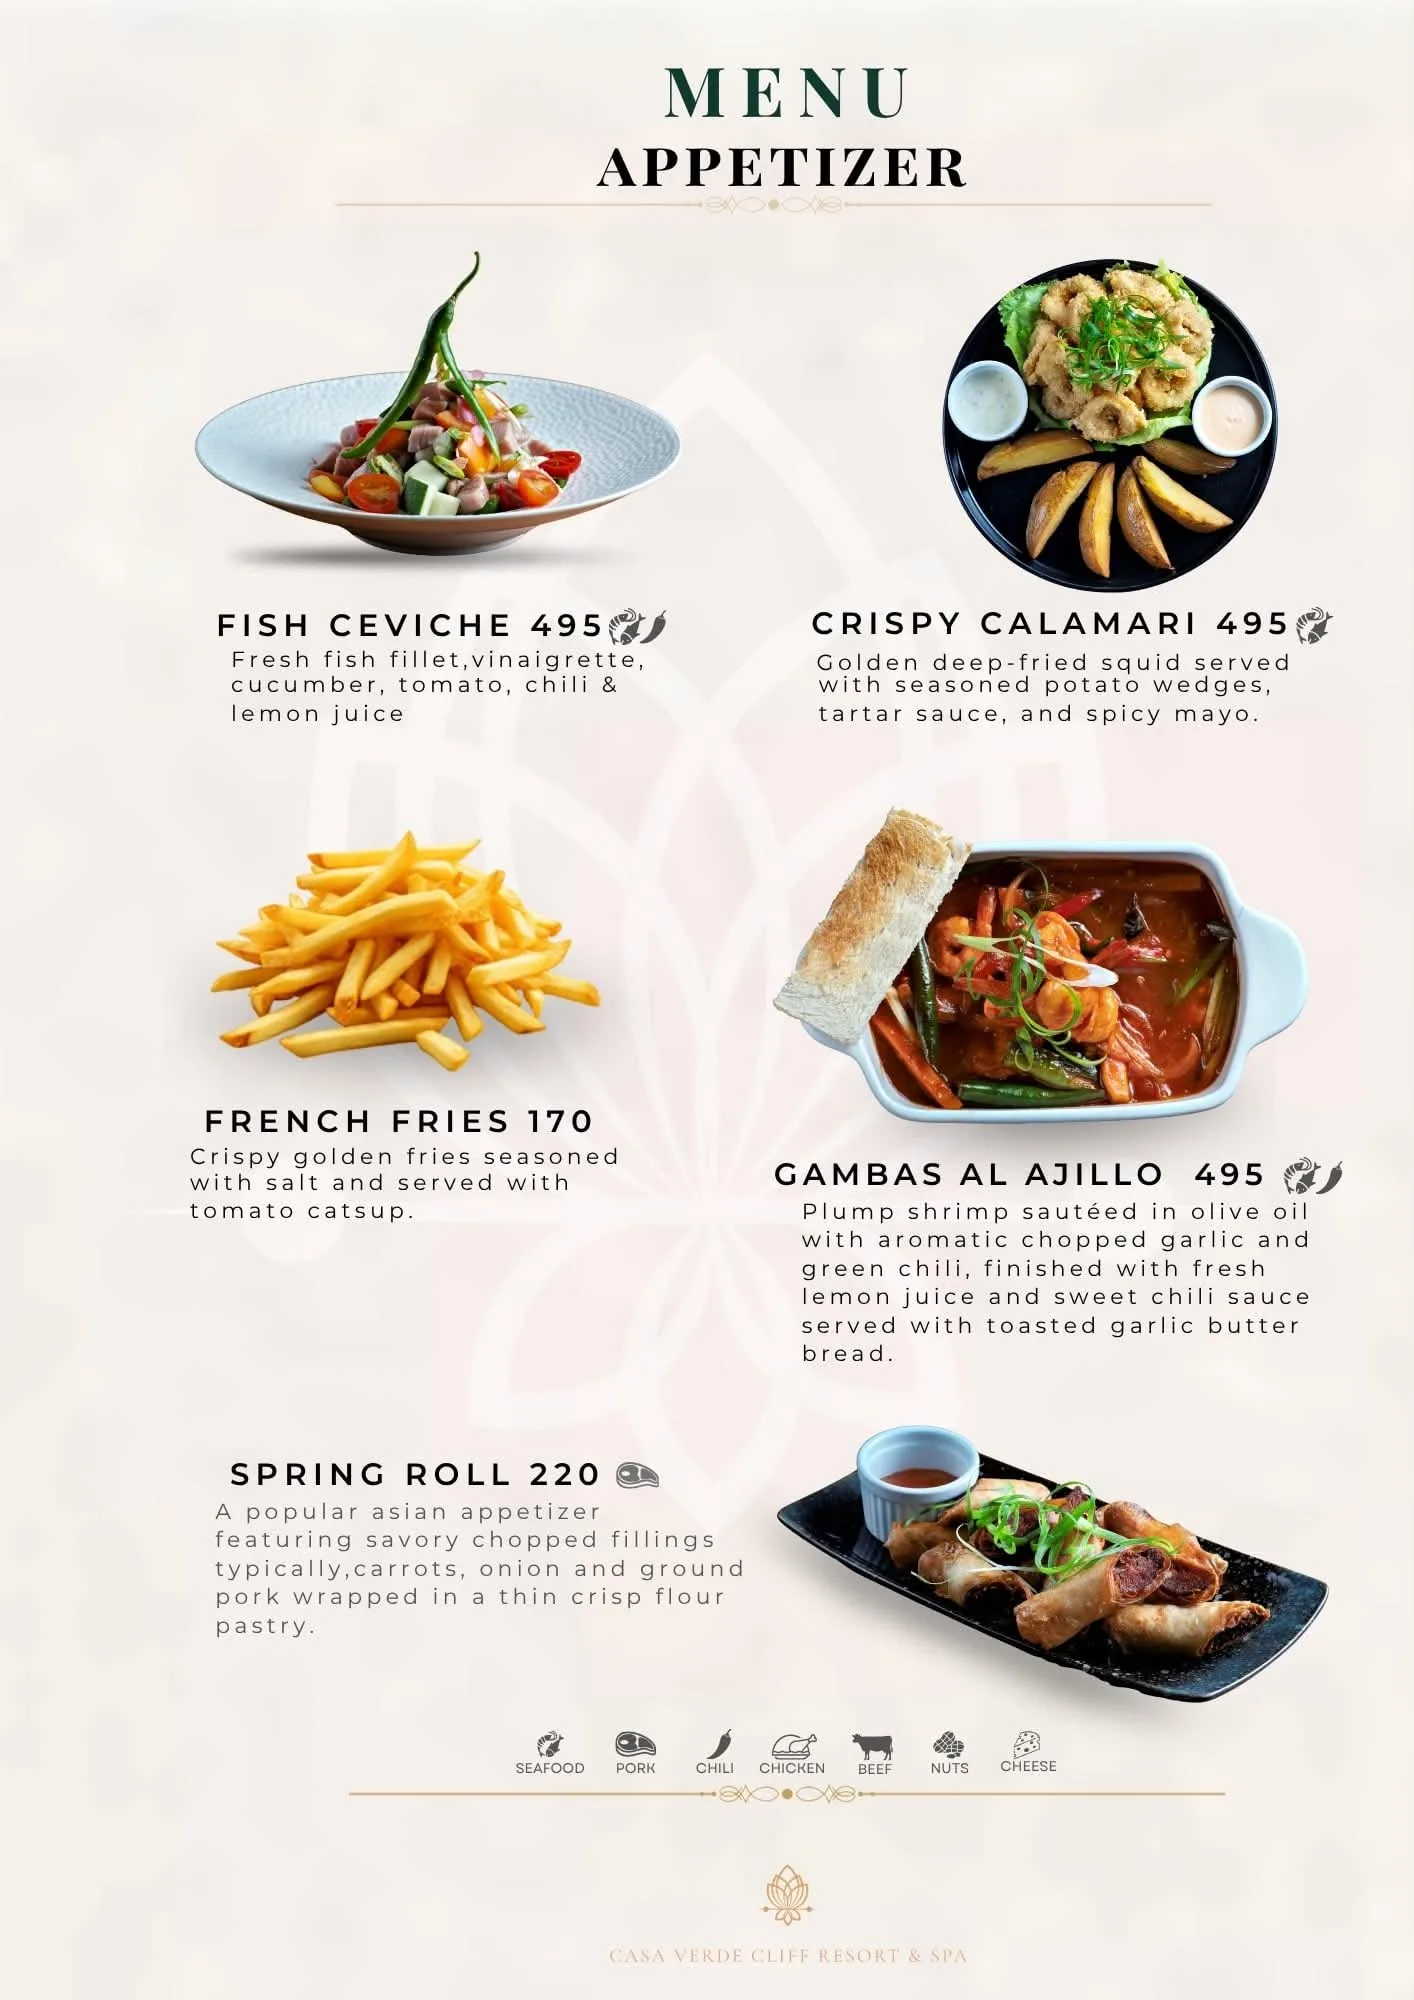 MENU
APPETIZER
FISH CEVICHE 495
Fresh fish fillet,vinaigrette,
cucumber, tomato, chili &
lemon juice
CRISPY CALAMARI 495
Golden deep-fried squid served
with seasoned potato wedges,
tartar sauce, and spicy mayo.
FRENCH FRIES 170
Crispy golden fries seasoned
with salt and served with
tomato catsup.
GAMBAS AL AJILLO 495
Plump shrimp sautéed in olive oil
with aromatic chopped garlic and
green chili, finished with fresh
lemon juice and sweet chili sauce
served with toasted garlic butter
bread.
SPRING ROLL 220
A popular asian appetizer
featuring savory chopped fillings
typically,carrots, onion and ground
pork wrapped in a thin crisp flour
pastry.
SEAFOOD PORK CHILI CHICKEN BEEF NUTS CHEESE
CASA VERDE CLIFF RESORT & SPA